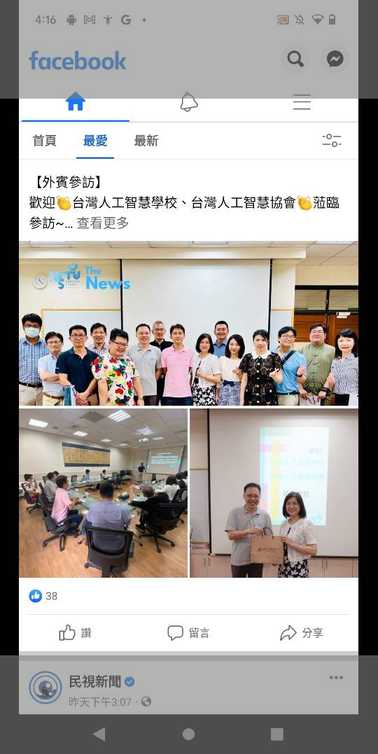 4:16
facebook
首頁
最愛
最新
【外賓參訪】
歡迎👏台灣人工智慧學校、台灣人工智慧協會👏蒞臨
參訪~... 查看更多
The
News
38
讚
留言
分享
民視新聞
昨天下午3:07 ·